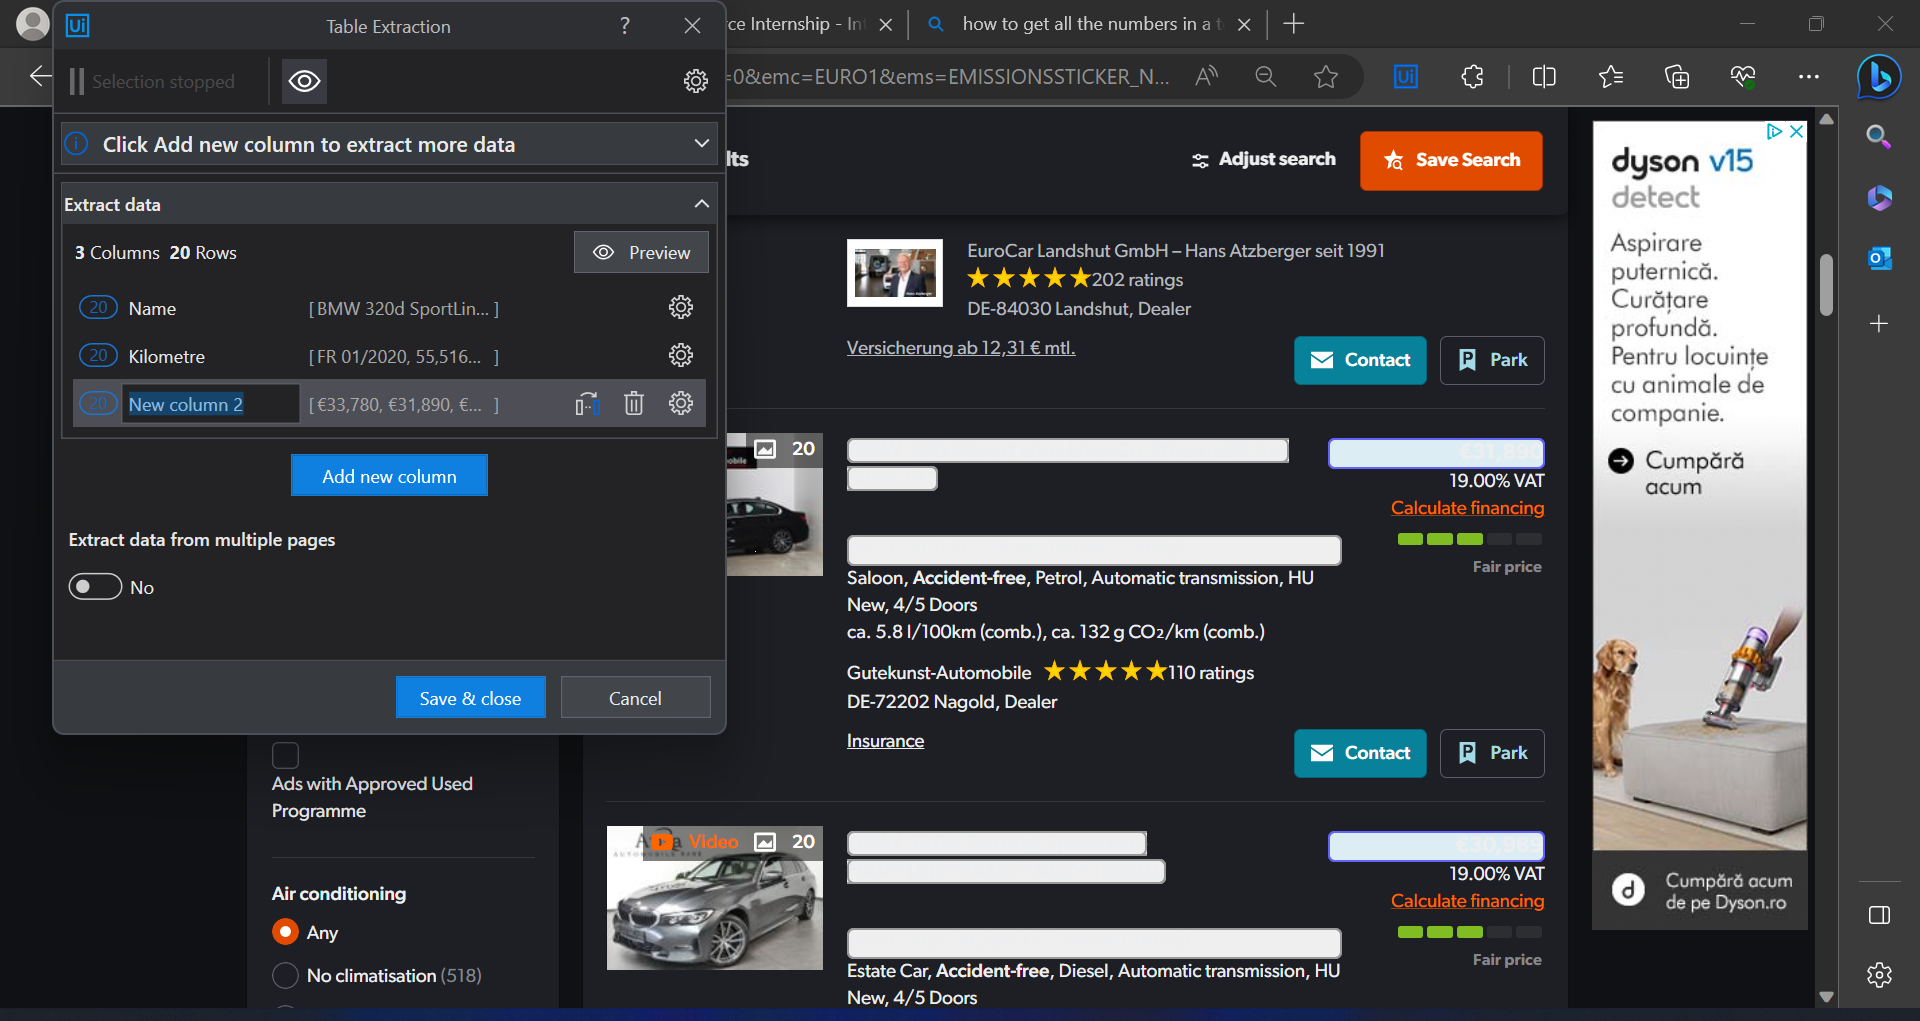 Ui
Table Extraction
?
rce Internship - Int
how to get all the numbers in a t
Selection stopped
=0&emc=EURO1&ems=EMISSIONSSTICKER_N...
Ui
Click Add new column to extract more data
Extract data
3 Columns 20 Rows
Preview
20 Name [ BMW 320d SportLin... ]
20 Kilometre [ FR 01/2020, 55,516... ]
20 New column 2 [ €33,780, €31,890, €... ]
Add new column
Extract data from multiple pages
No
Save & close
Cancel
lts
Adjust search
Save Search
EuroCar Landshut GmbH – Hans Atzberger seit 1991
202 ratings
DE-84030 Landshut, Dealer
Versicherung ab 12,31 € mtl.
Contact
Park
20
€31,890
19.00% VAT
Calculate financing
Fair price
Saloon, Accident-free, Petrol, Automatic transmission, HU
New, 4/5 Doors
ca. 5.8 l/100km (comb.), ca. 132 g CO2/km (comb.)
Gutekunst-Automobile 110 ratings
DE-72202 Nagold, Dealer
Insurance
Contact
Park
Ads with Approved Used
Programme
Air conditioning
Any
No climatisation (518)
Video
20
€30,989
19.00% VAT
Calculate financing
Fair price
Estate Car, Accident-free, Diesel, Automatic transmission, HU
New, 4/5 Doors
dyson v15
detect
Aspirare
puternică.
Curățare
profundă.
Pentru locuințe
cu animale de
companie.
Cumpără
acum
d
Cumpără acum
de pe Dyson.ro